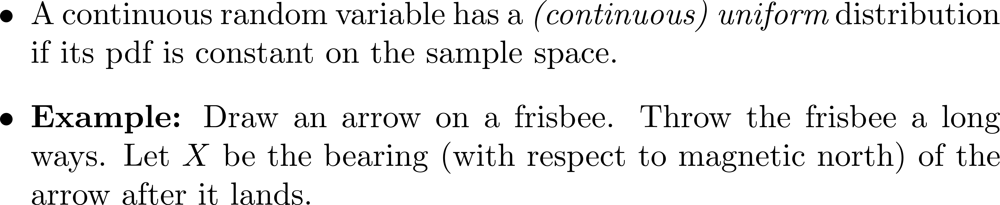 • A continuous random variable has a (continuous) uniform distribution
if its pdf is constant on the sample space.
• Example: Draw an arrow on a frisbee. Throw the frisbee a long
ways. Let X be the bearing (with respect to magnetic north) of the
arrow after it lands.